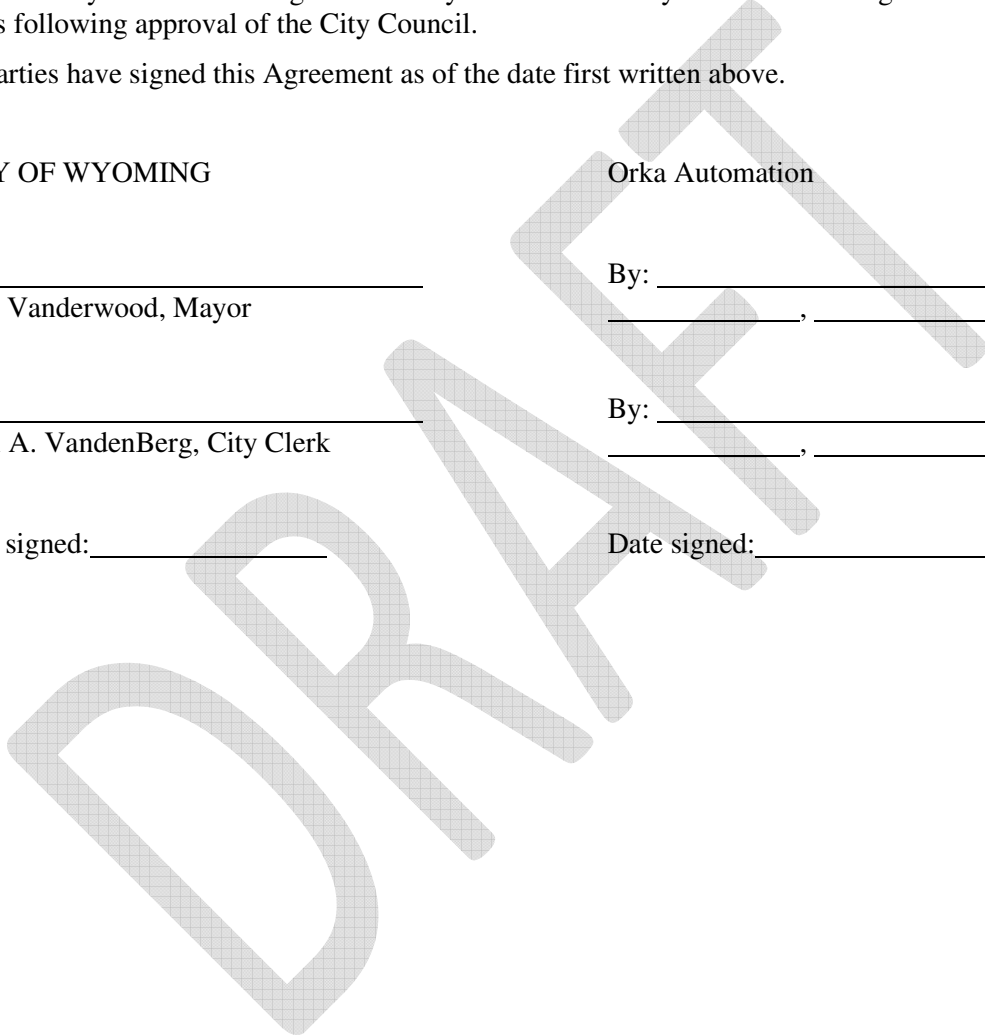 s following approval of the City Council.
arties have signed this Agreement as of the date first written above.
Y OF WYOMING Orka Automation
By:
Vanderwood, Mayor ,
By:
A. VandenBerg, City Clerk ,
signed: Date signed:
DRAFT